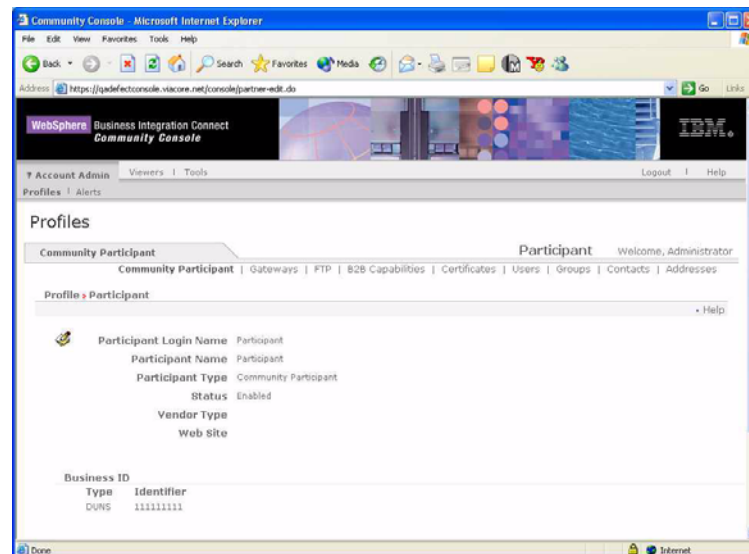 Community Console - Microsoft Internet Explorer
File Edit View Favorites Tools Help
Back Search Favorites Media
Address https://qadefectconsole.viacore.net/console/partner-edit.do Go Links
WebSphere Business Integration Connect
Community Console
IBM.
Account Admin Viewers | Tools Logout | Help
Profiles | Alerts
Profiles
Community Participant Participant Welcome, Administrator
Community Participant | Gateways | FTP | B2B Capabilities | Certificates | Users | Groups | Contacts | Addresses
Profile » Participant
• Help
Participant Login Name Participant
Participant Name Participant
Participant Type Community Participant
Status Enabled
Vendor Type
Web Site
Business ID
Type Identifier
DUNS 111111111
Done Internet